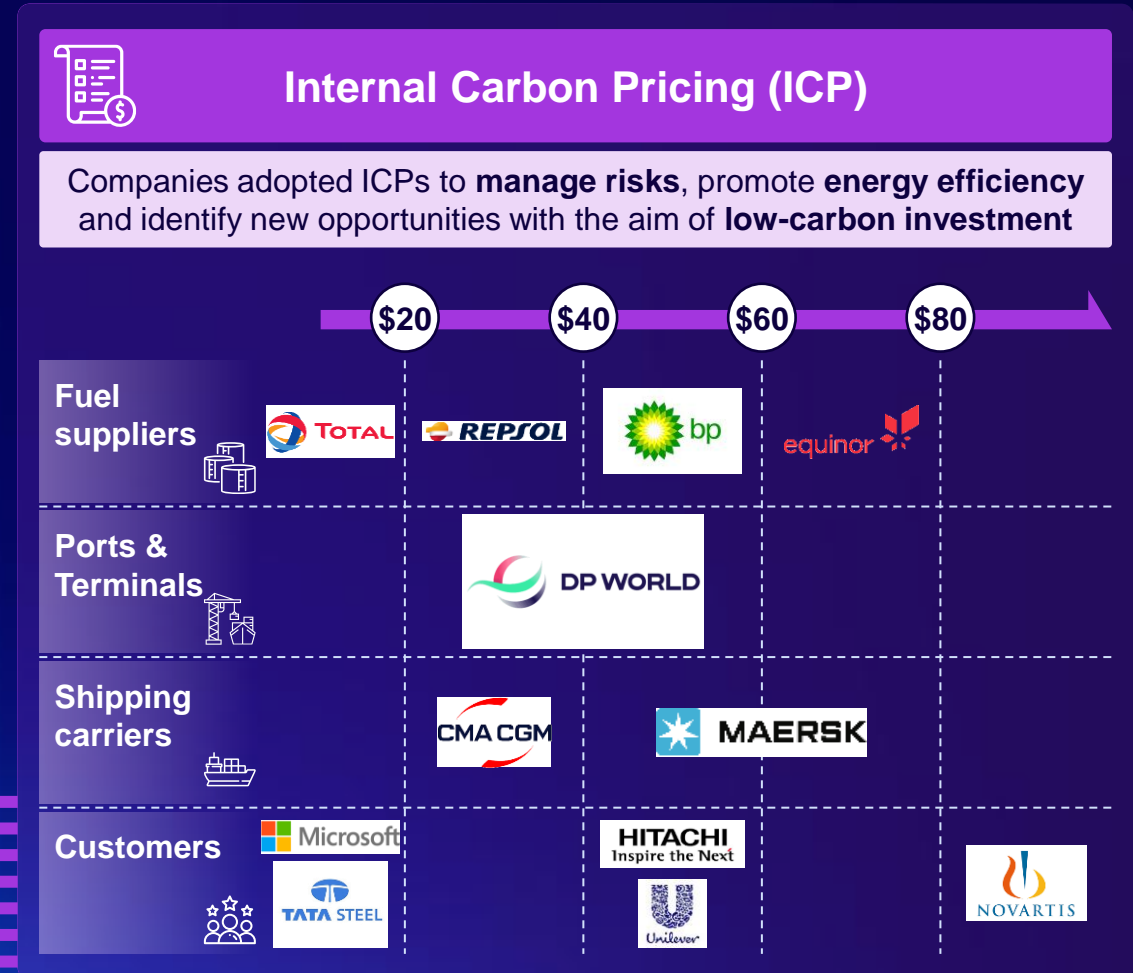 Internal Carbon Pricing (ICP)
Companies adopted ICPs to manage risks, promote energy efficiency
and identify new opportunities with the aim of low-carbon investment
$20 $40 $60 $80
Fuel
suppliers
TOTAL
REPSOL
bp
equinor
Ports &
Terminals
DP WORLD
Shipping
carriers
CMA CGM
MAERSK
Customers
Microsoft
TATA STEEL
HITACHI
Inspire the Next
Unilever
NOVARTIS